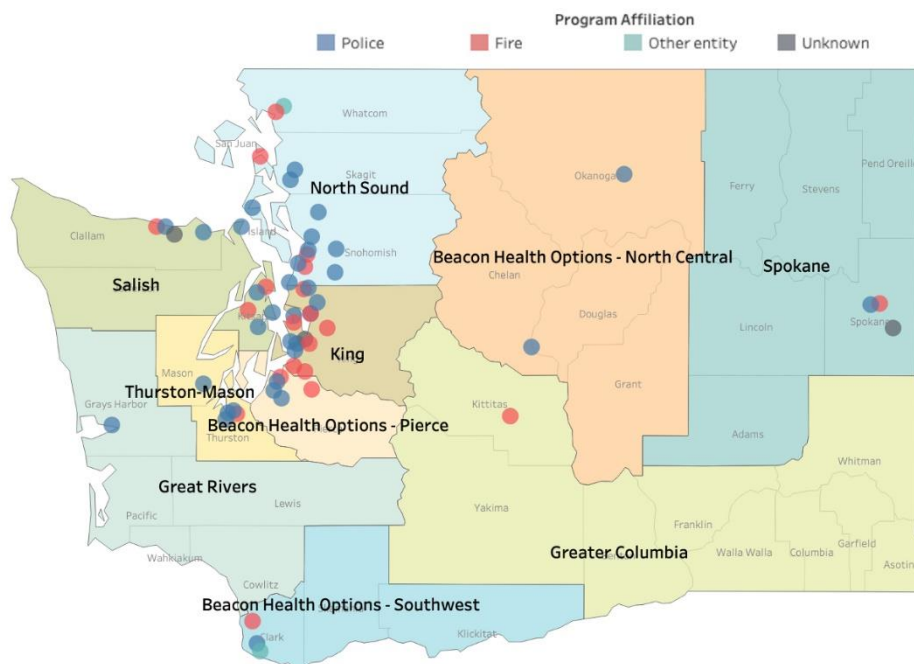 Program Affiliation
Police
Fire
Other entity
Unknown
Whatcom
San Juan
Skagit
North Sound
Island
Snohomish
Clallam
Salish
Okanoga
Ferry
Stevens
Pend Oreill
Beacon Health Options - North Central
Spokane
Chelan
Douglas
Lincoln
Spokane
King
Mason
Thurston-Mason
Grays Harbor
Thurston
Beacon Health Options - Pierce
Kittitas
Grant
Adams
Whitman
Great Rivers
Pacific
Lewis
Yakima
Franklin
Greater Columbia
Walla Walla
Columbia
Garfield
Asotin
Wahkiakum
Cowlitz
Beacon Health Options - Southwest
Clark
Klickitat